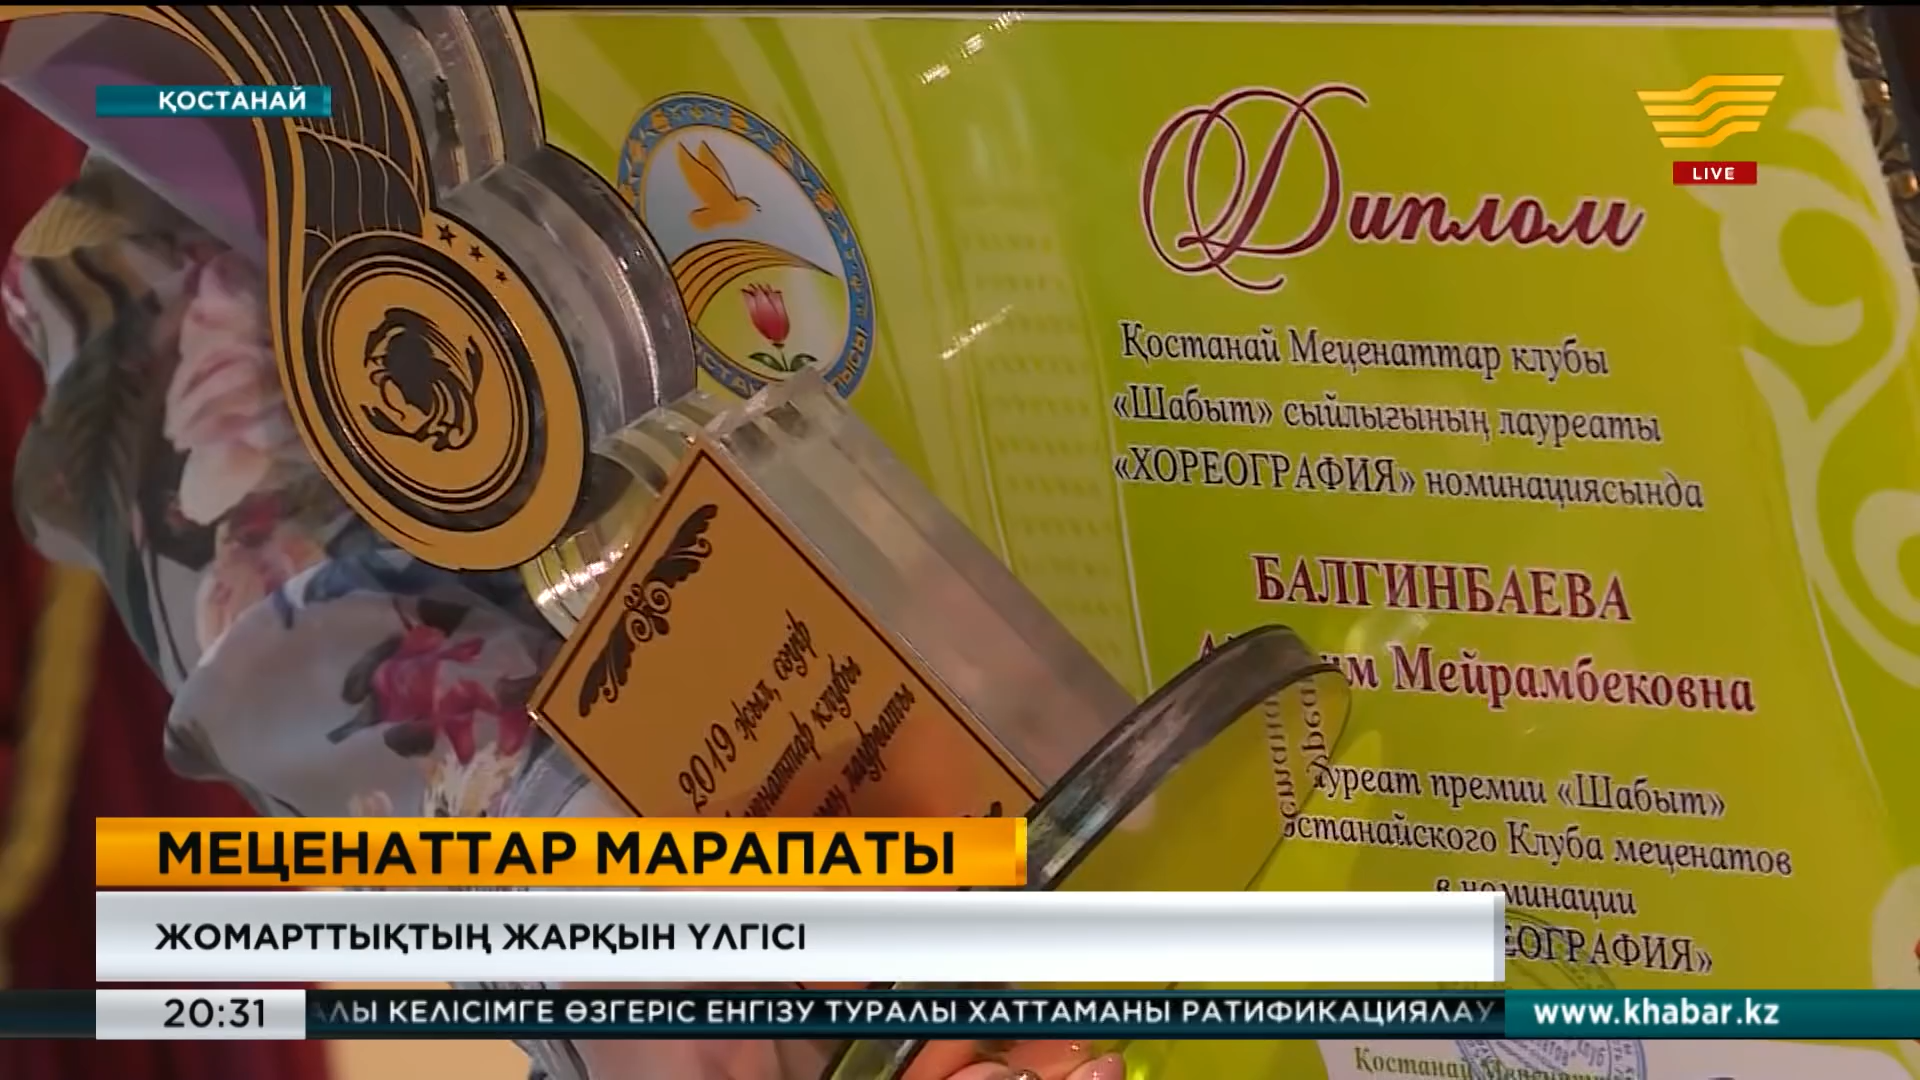 ҚОСТАНАЙ
LIVE
Диплом
Қостанай Меценаттар клубы
«Шабыт» сыйлығының лауреаты
«ХОРЕОГРАФИЯ» номинациясында
БАЛГИНБАЕВА
Мейрамбековна
премии «Шабыт»
Клуба меценатов
в номинации
2019 жыл, сәуір
клубы
лауреаты
МЕЦЕНАТТАР МАРАПАТЫ
ЖОМАРТТЫҚТЫҢ ЖАРҚЫН ҮЛГІСІ
20:31
КЕЛІСІМГЕ ӨЗГЕРІС ЕНГІЗУ ТУРАЛЫ ХАТТАМАНЫ РАТИФИКАЦИЯЛАУ
www.khabar.kz
Қостанай